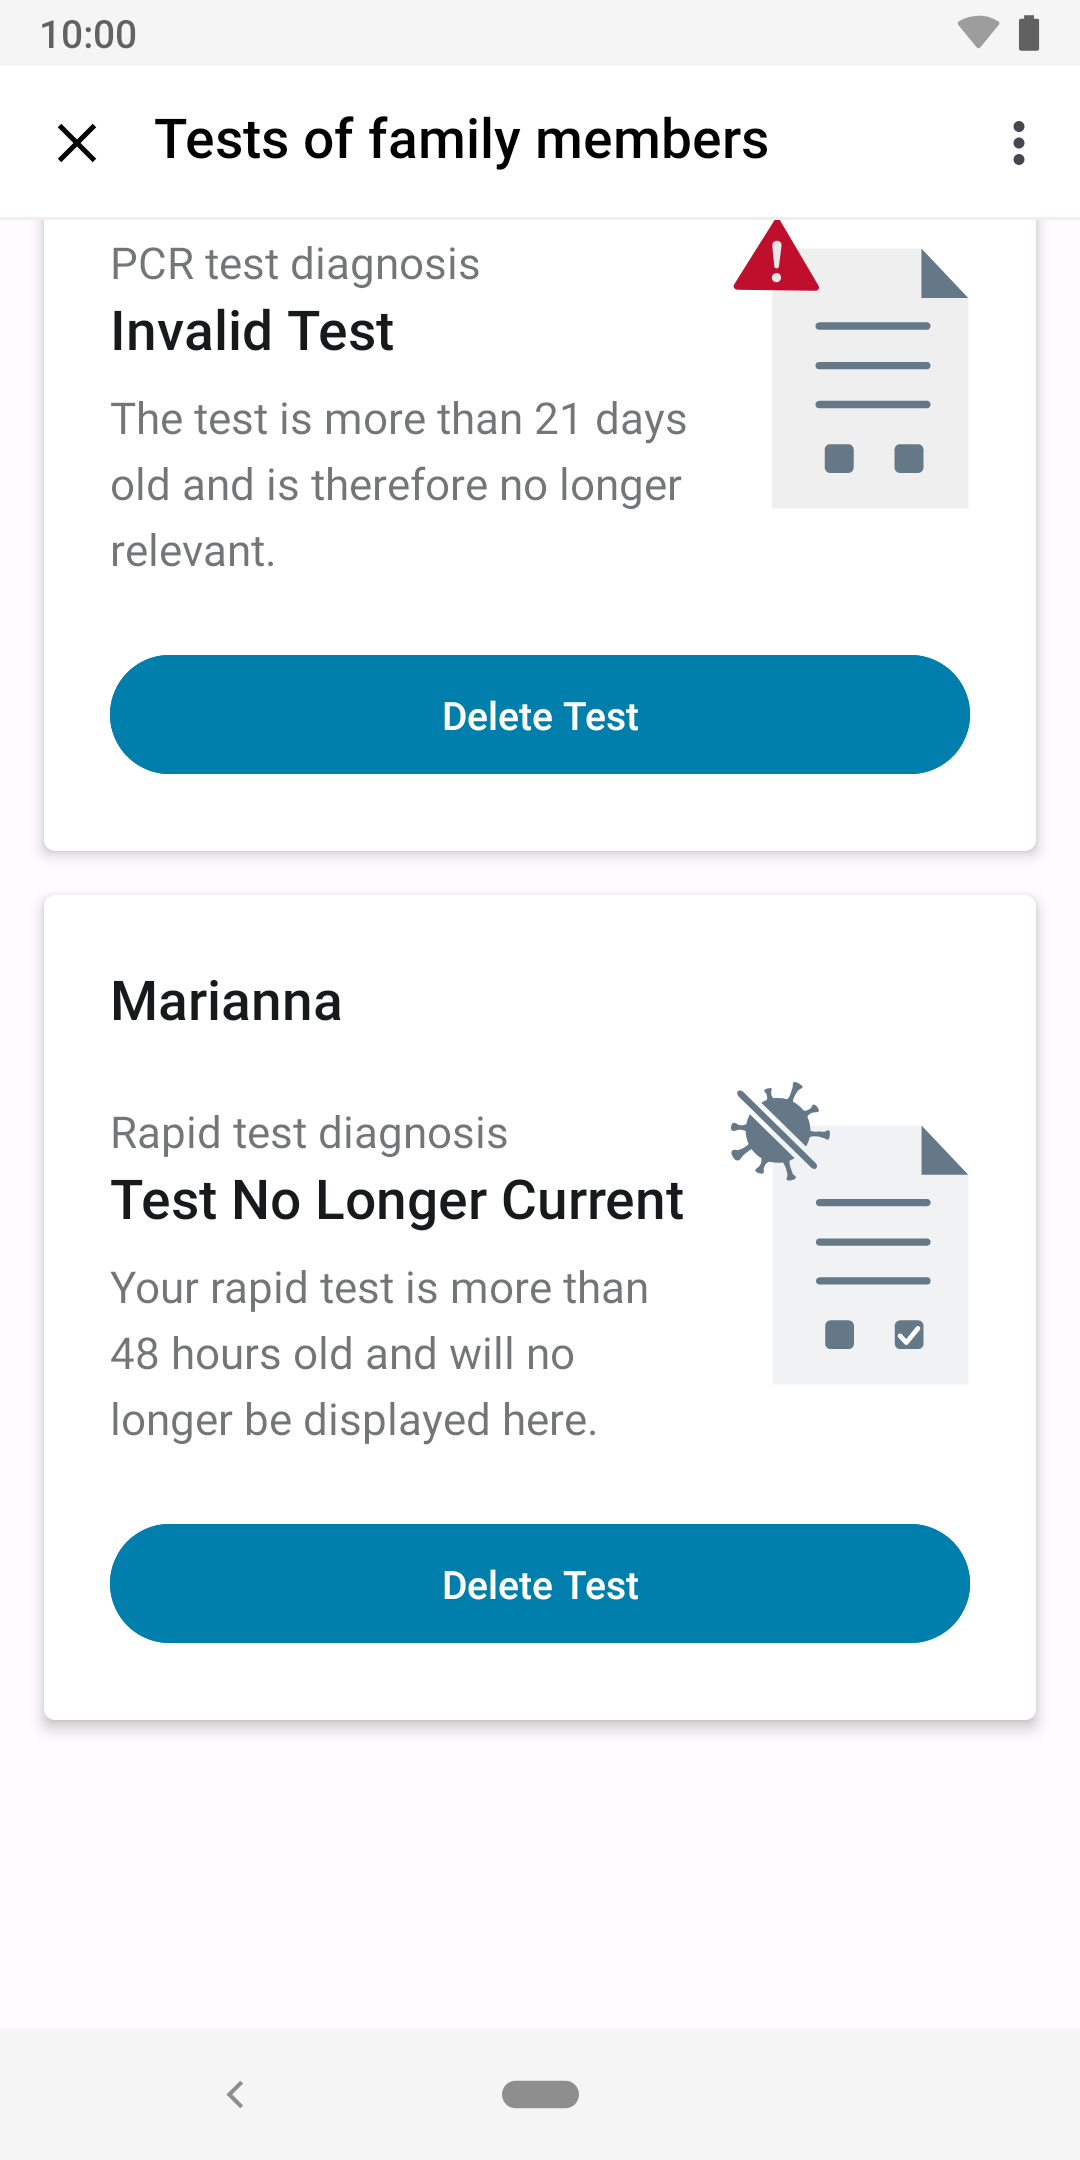 10:00
Tests of family members
PCR test diagnosis
Invalid Test
The test is more than 21 days
old and is therefore no longer
relevant.
Delete Test
Marianna
Rapid test diagnosis
Test No Longer Current
Your rapid test is more than
48 hours old and will no
longer be displayed here.
Delete Test